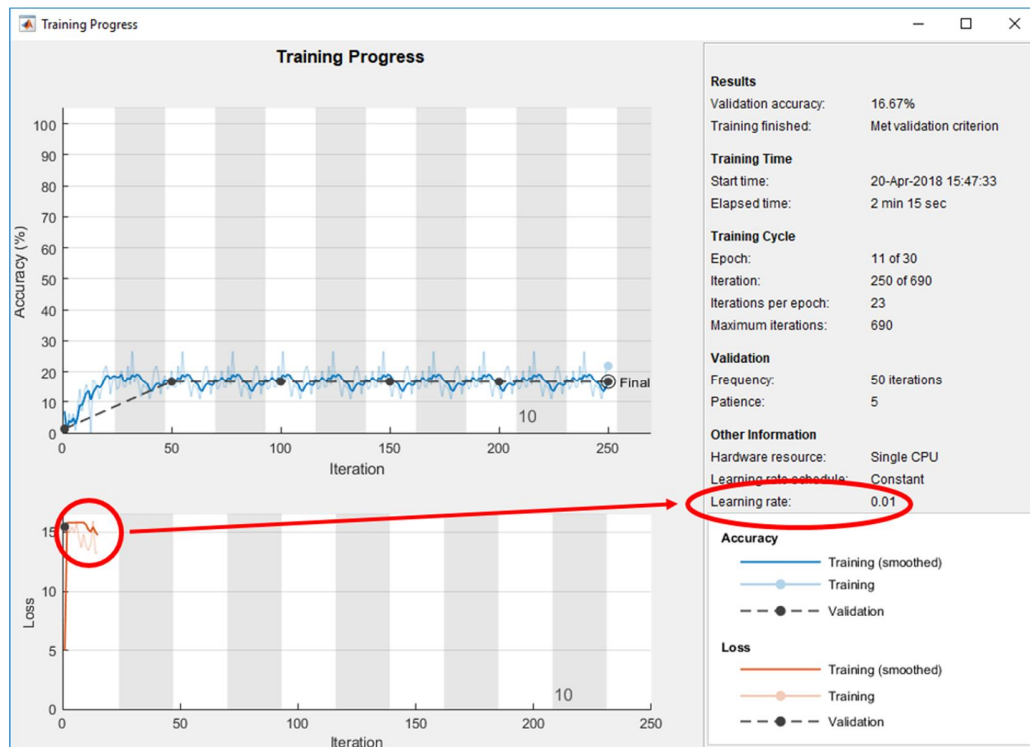 Training Progress
Training Progress
Accuracy (%)
100
90
80
70
60
50
40
30
20
10
0
Final
10
0 50 100 150 200 250
Iteration
Loss
15
10
5
0
10
0 50 100 150 200 250
Iteration
Results
Validation accuracy: 16.67%
Training finished: Met validation criterion
Training Time
Start time: 20-Apr-2018 15:47:33
Elapsed time: 2 min 15 sec
Training Cycle
Epoch: 11 of 30
Iteration: 250 of 690
Iterations per epoch: 23
Maximum iterations: 690
Validation
Frequency: 50 iterations
Patience: 5
Other Information
Hardware resource: Single CPU
Learning rate schedule: Constant
Learning rate: 0.01
Accuracy
Training (smoothed)
Training
Validation
Loss
Training (smoothed)
Training
Validation